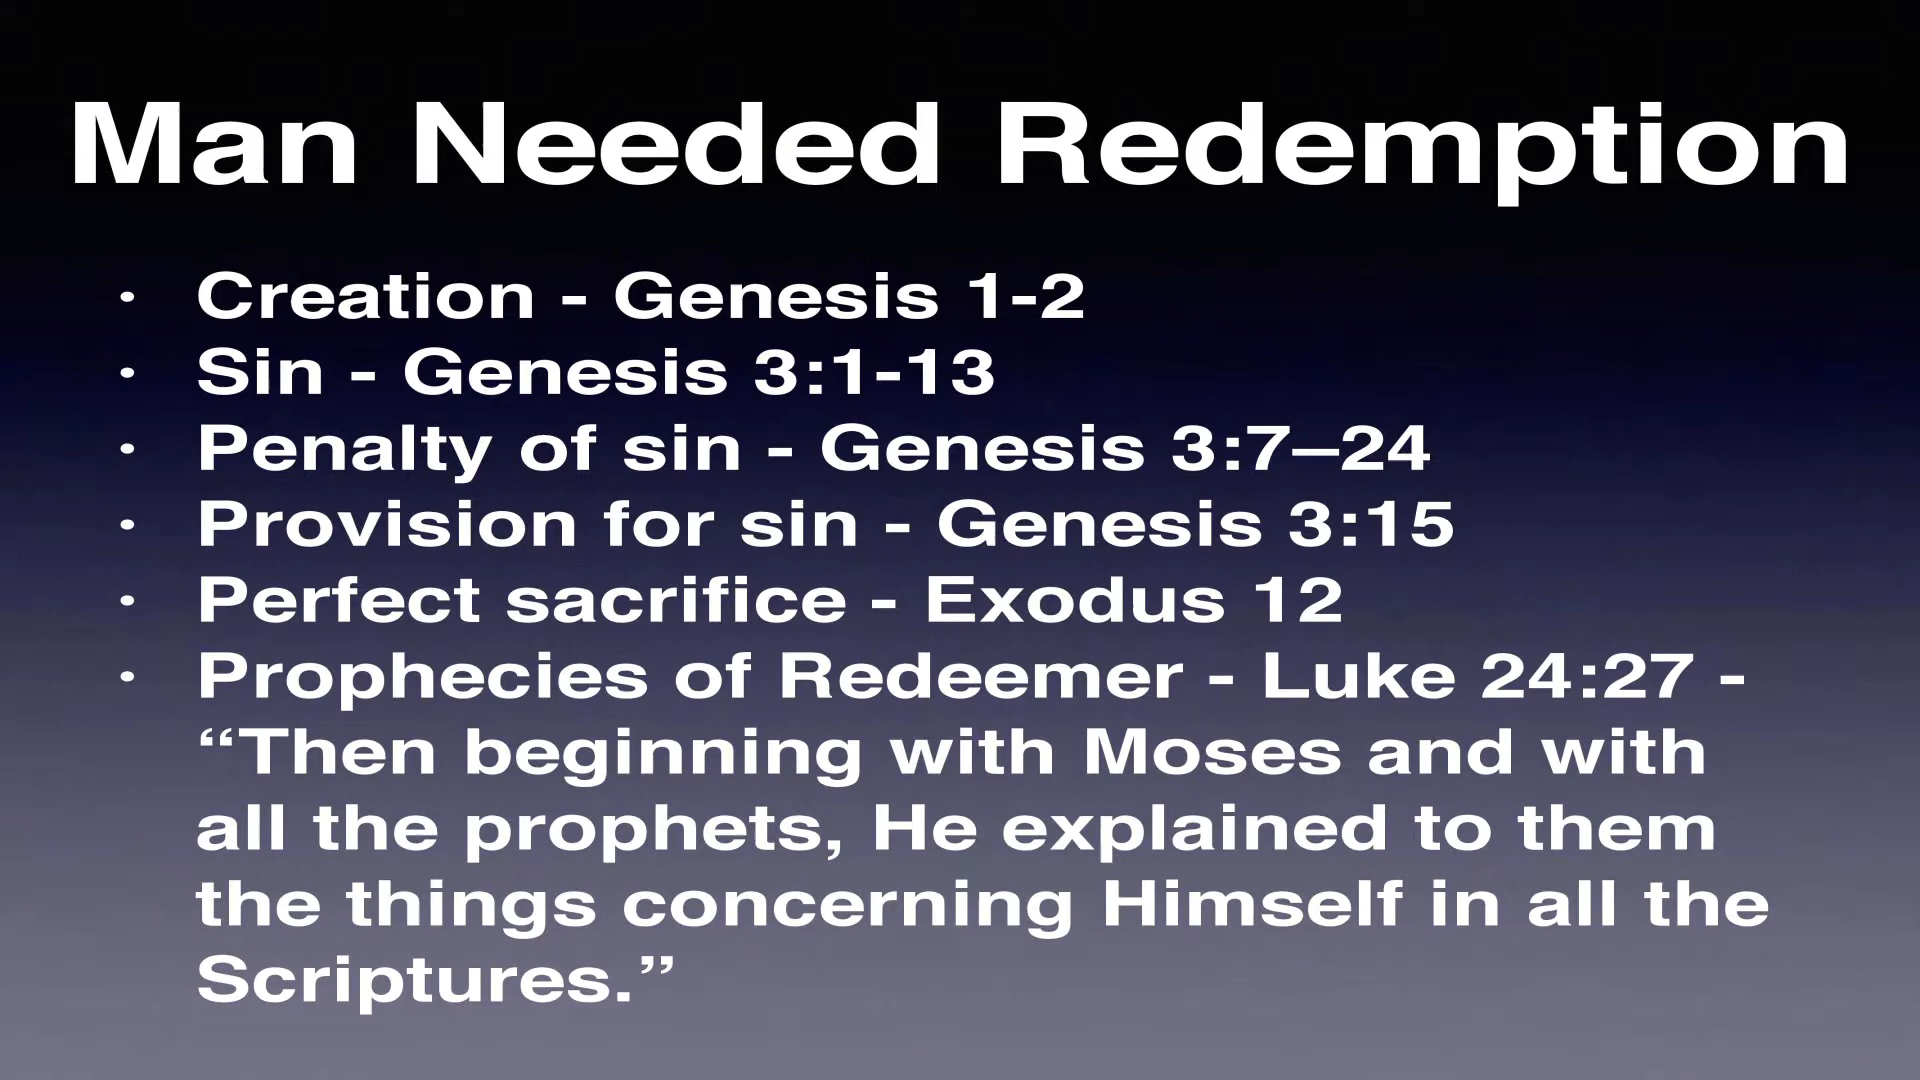 Man Needed Redemption
· Creation - Genesis 1-2
· Sin - Genesis 3:1-13
· Penalty of sin - Genesis 3:7–24
· Provision for sin - Genesis 3:15
· Perfect sacrifice - Exodus 12
· Prophecies of Redeemer - Luke 24:27 -
“Then beginning with Moses and with
all the prophets, He explained to them
the things concerning Himself in all the
Scriptures.”